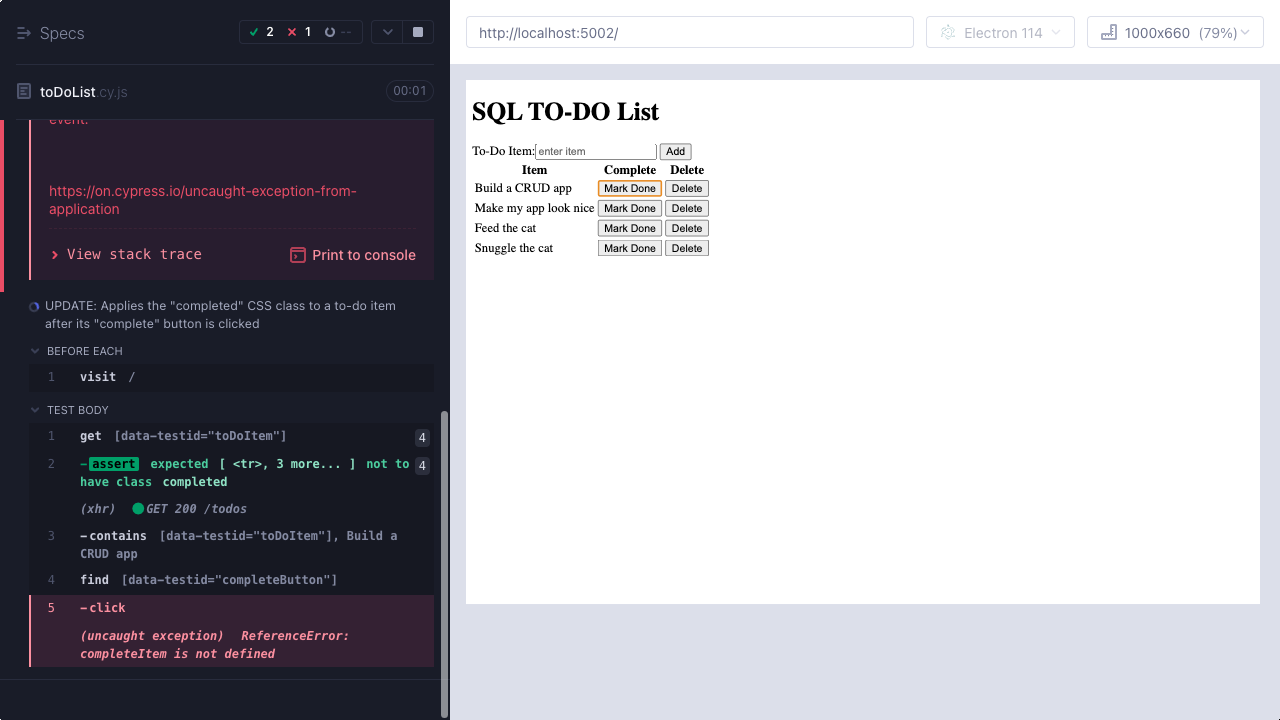 Specs
2
1
--
toDoList.cy.js
00:01
event.
https://on.cypress.io/uncaught-exception-from-
application
View stack trace
Print to console
UPDATE: Applies the "completed" CSS class to a to-do item
after its "complete" button is clicked
BEFORE EACH
1 visit /
TEST BODY
1 get [data-testid="toDoItem"] 4
2 -assert expected [ <tr>, 3 more... ] not to 4
have class completed
(xhr) GET 200 /todos
3 -contains [data-testid="toDoItem"], Build a
CRUD app
4 find [data-testid="completeButton"]
5 -click
(uncaught exception) ReferenceError:
completeItem is not defined
http://localhost:5002/
Electron 114
1000x660 (79%)
SQL TO-DO List
To-Do Item: enter item Add
Item Complete Delete
Build a CRUD app Mark Done Delete
Make my app look nice Mark Done Delete
Feed the cat Mark Done Delete
Snuggle the cat Mark Done Delete